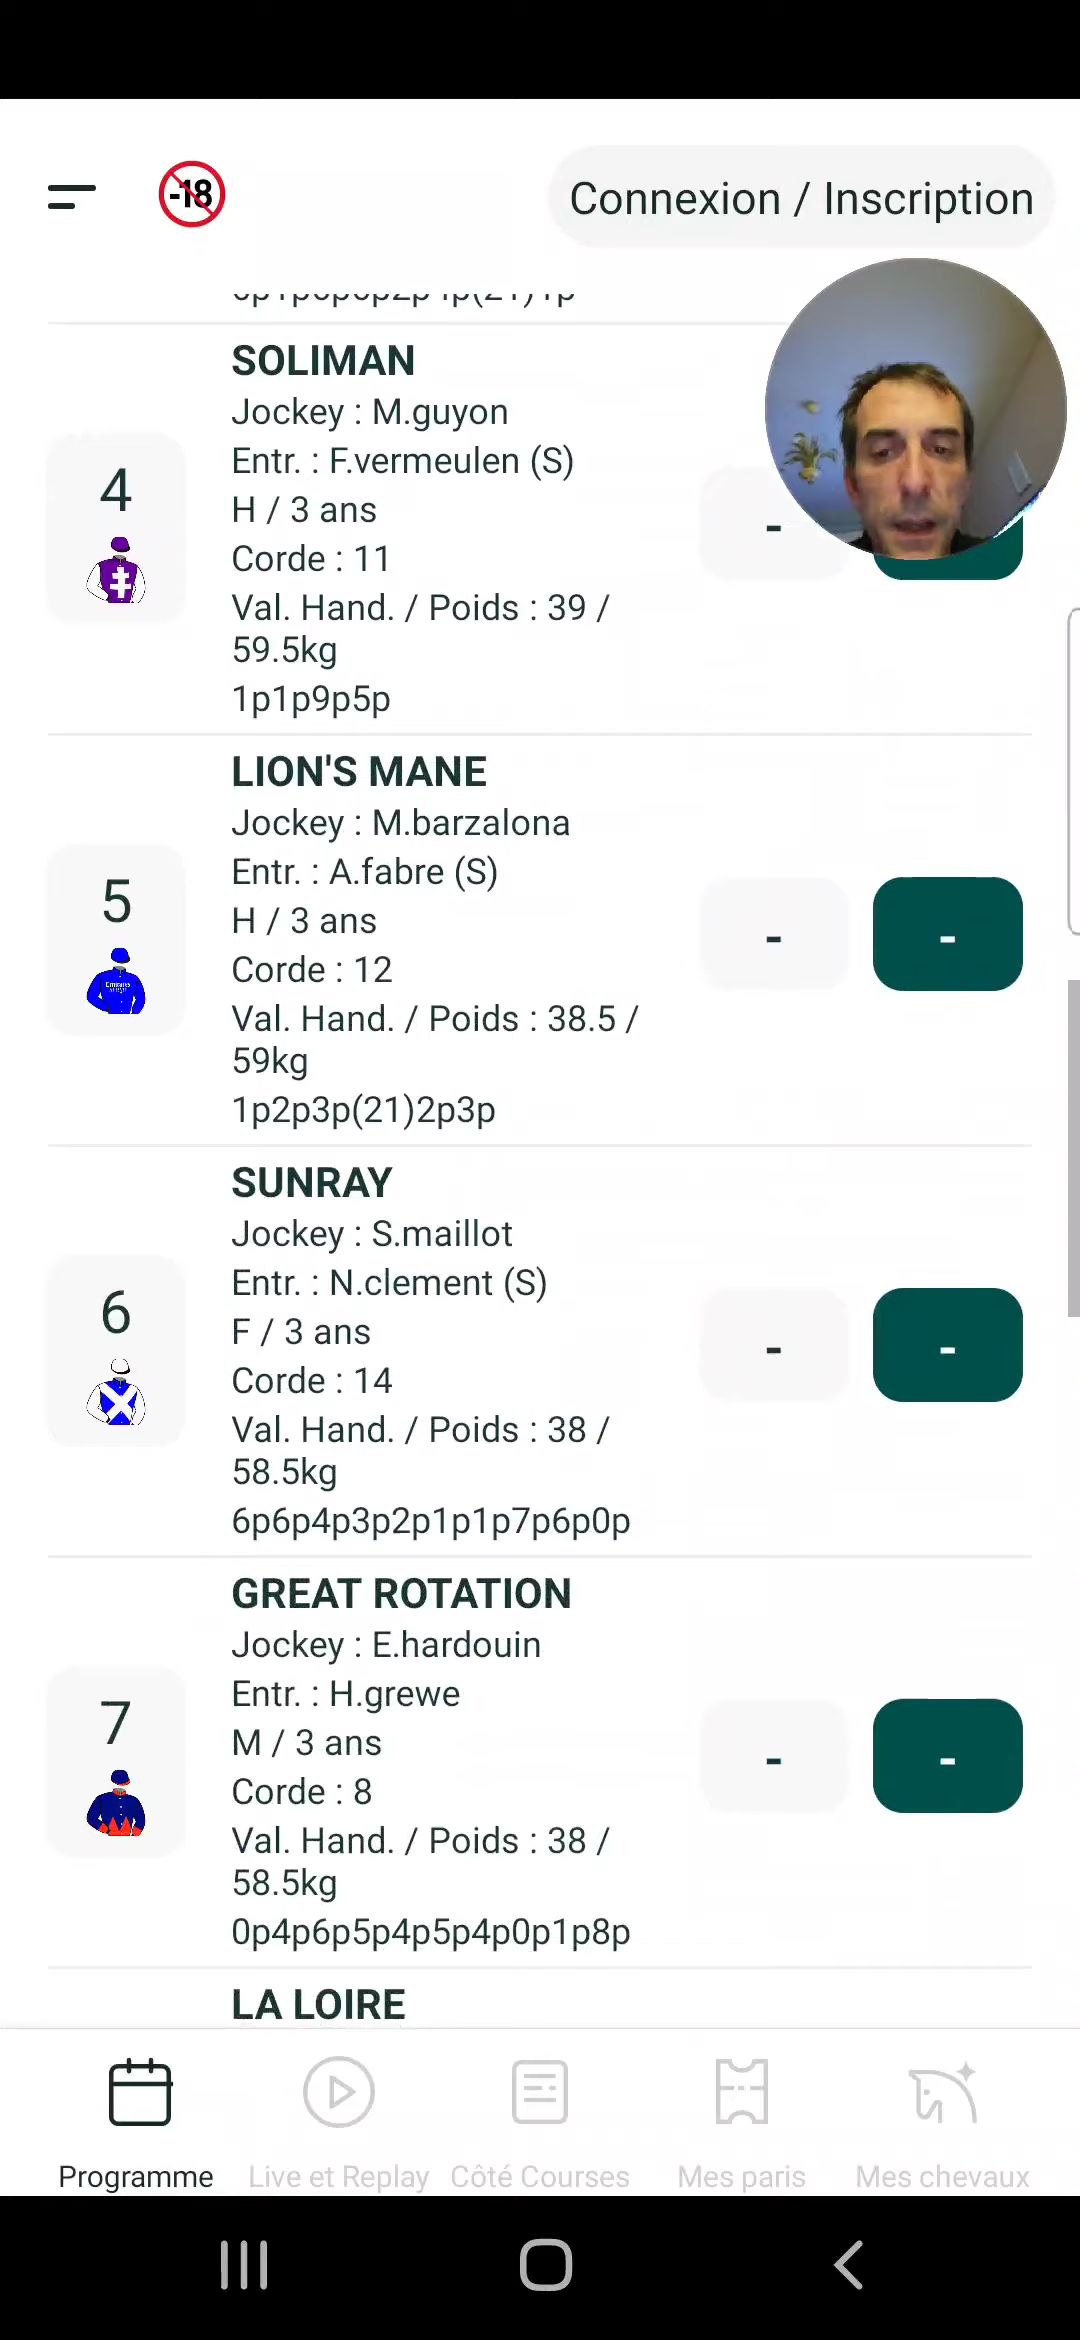 -18
Connexion / Inscription
SOLIMAN
Jockey : M.guyon
Entr. : F.vermeulen (S)
4
H / 3 ans
-
Corde : 11
Val. Hand. / Poids : 39 /
59.5kg
1p1p9p5p
LION'S MANE
Jockey : M.barzalona
Entr. : A.fabre (S)
5
H / 3 ans
- -
Corde : 12
Val. Hand. / Poids : 38.5 /
59kg
1p2p3p(21)2p3p
SUNRAY
Jockey : S.maillot
Entr. : N.clement (S)
6
F / 3 ans
- -
Corde : 14
Val. Hand. / Poids : 38 /
58.5kg
6p6p4p3p2p1p1p7p6p0p
GREAT ROTATION
Jockey : E.hardouin
Entr. : H.grewe
7
M / 3 ans
- -
Corde : 8
Val. Hand. / Poids : 38 /
58.5kg
0p4p6p5p4p5p4p0p1p8p
LA LOIRE
Programme Live et Replay Côté Courses Mes paris Mes chevaux